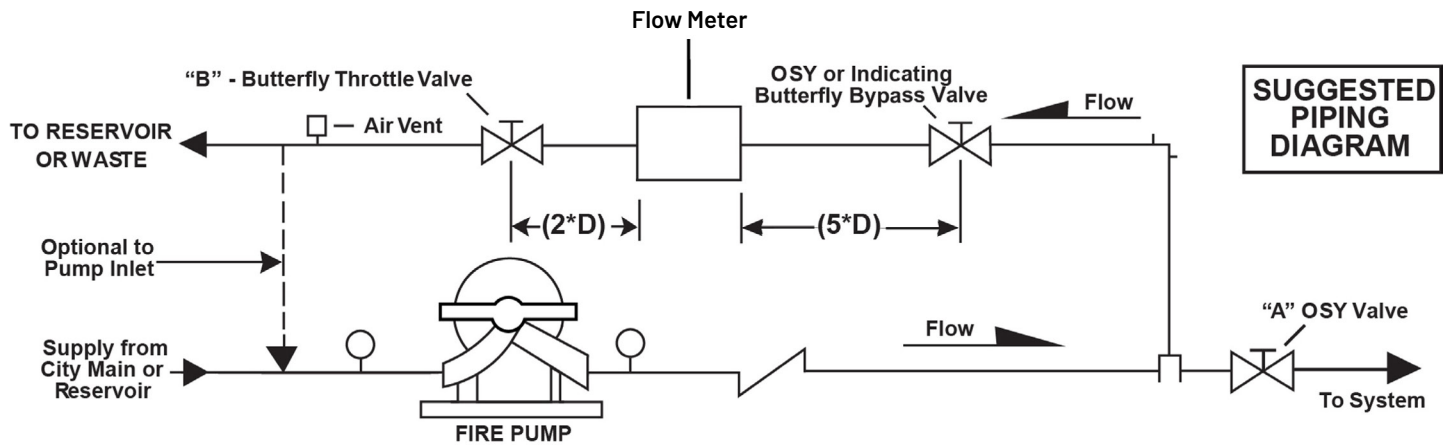 Flow Meter
"B" - Butterfly Throttle Valve
OSY or Indicating
Butterfly Bypass Valve
Flow
SUGGESTED
PIPING
DIAGRAM
TO RESERVOIR
OR WASTE
Air Vent
(2*D)
(5*D)
Optional to
Pump Inlet
Flow
"A" OSY Valve
Supply from
City Main or
Reservoir
To System
FIRE PUMP